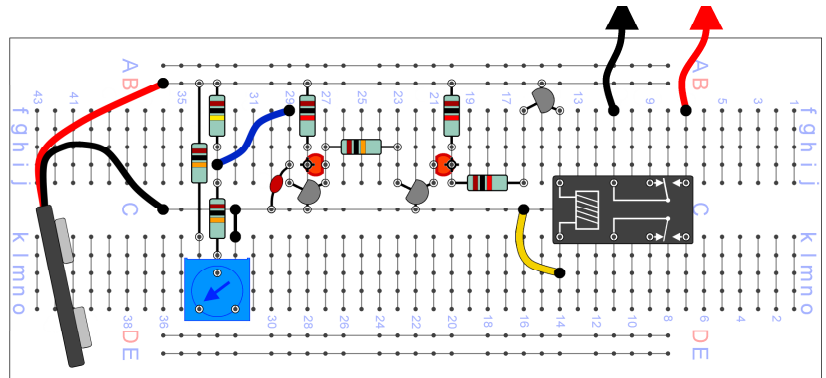 A A
B B
43 41 35 31 29 27 25 23 21 19 17 13 9 5 3 1
f f
g g
h h
i i
j j
C C
k k
l l
m m
n n
o o
38 36 30 28 26 24 22 20 18 16 14 12 10 8 6 4 2
D D
E E